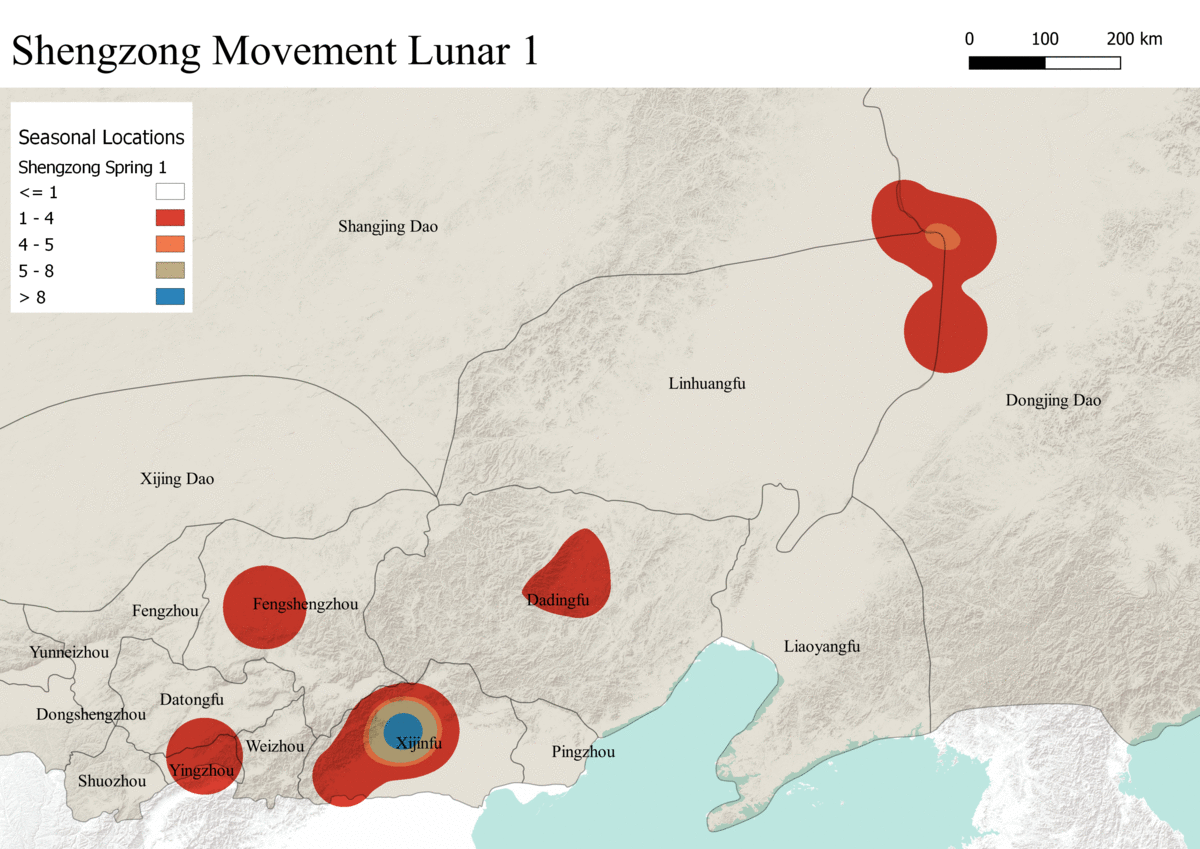 Shengzong Movement Lunar 1
0 100 200 km
Seasonal Locations
Shengzong Spring 1
<= 1
1 - 4
4 - 5
5 - 8
> 8
Shangjing Dao
Linhuangfu
Dongjing Dao
Xijing Dao
Fengzhou
Fengshengzhou
Dadingfu
Yunneizhou
Liaoyangfu
Datongfu
Dongshengzhou
Weizhou
Xijinfu
Pingzhou
Yingzhou
Shuozhou